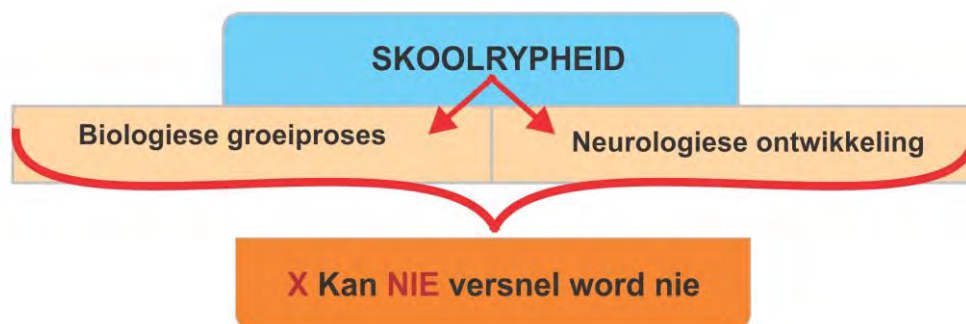 SKOOLRYPHEID
Biologiese groeiproses
Neurologiese ontwikkeling
X Kan NIE versnel word nie